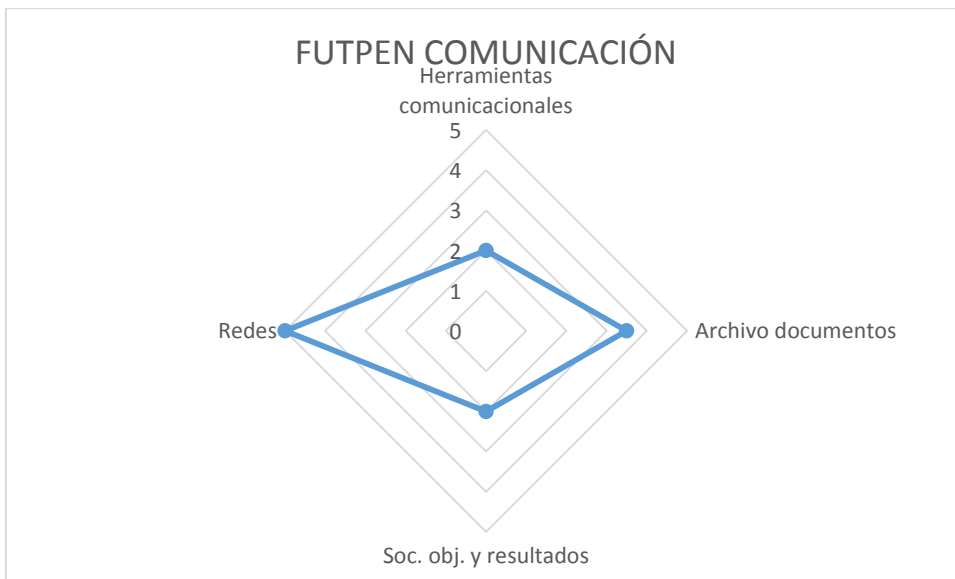 FUTPEN COMUNICACIÓN
Herramientas
comunicacionales
5
4
3
2
1
0
Redes
Archivo documentos
Soc. obj. y resultados